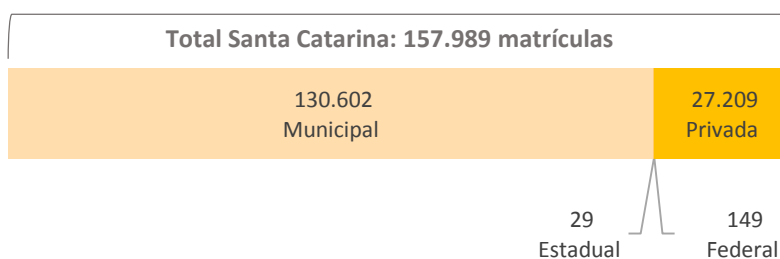 Total Santa Catarina: 157.989 matrículas
130.602
Municipal
27.209
Privada
29
Estadual
149
Federal